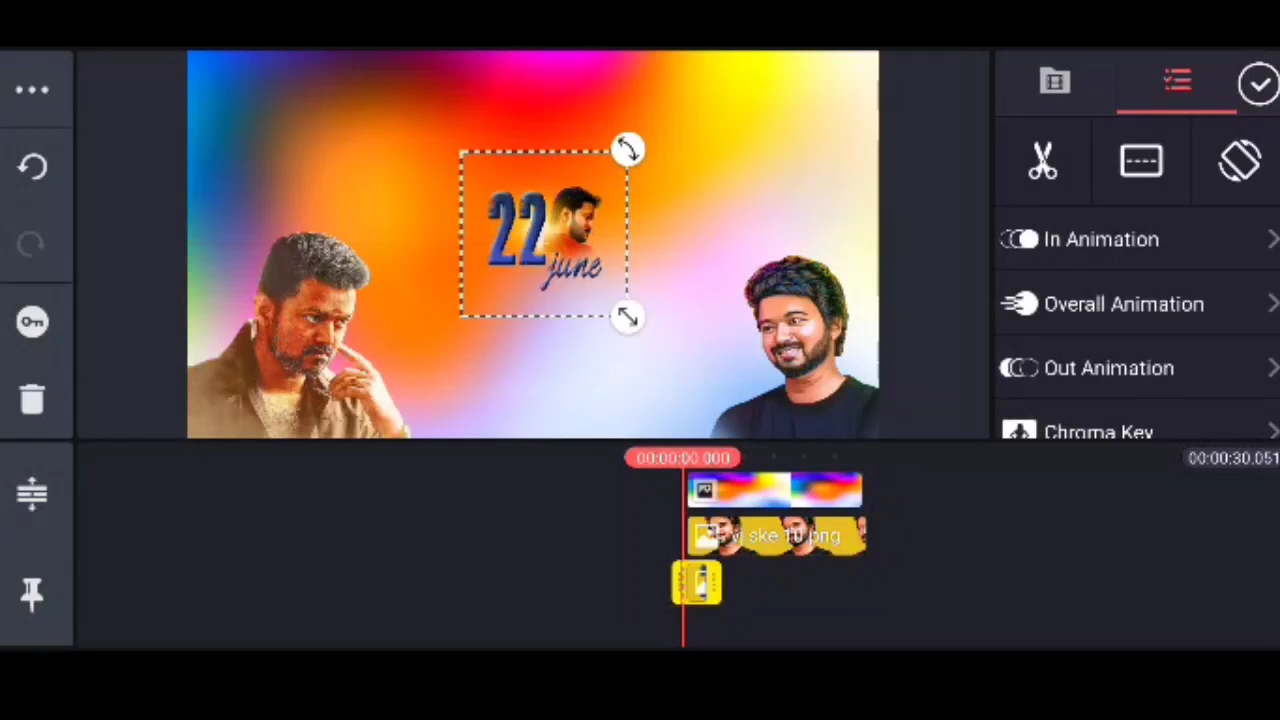 22
june
In Animation
Overall Animation
Out Animation
Chroma Key
00:00:00 000
00:00:30.051
vj ske 10.png